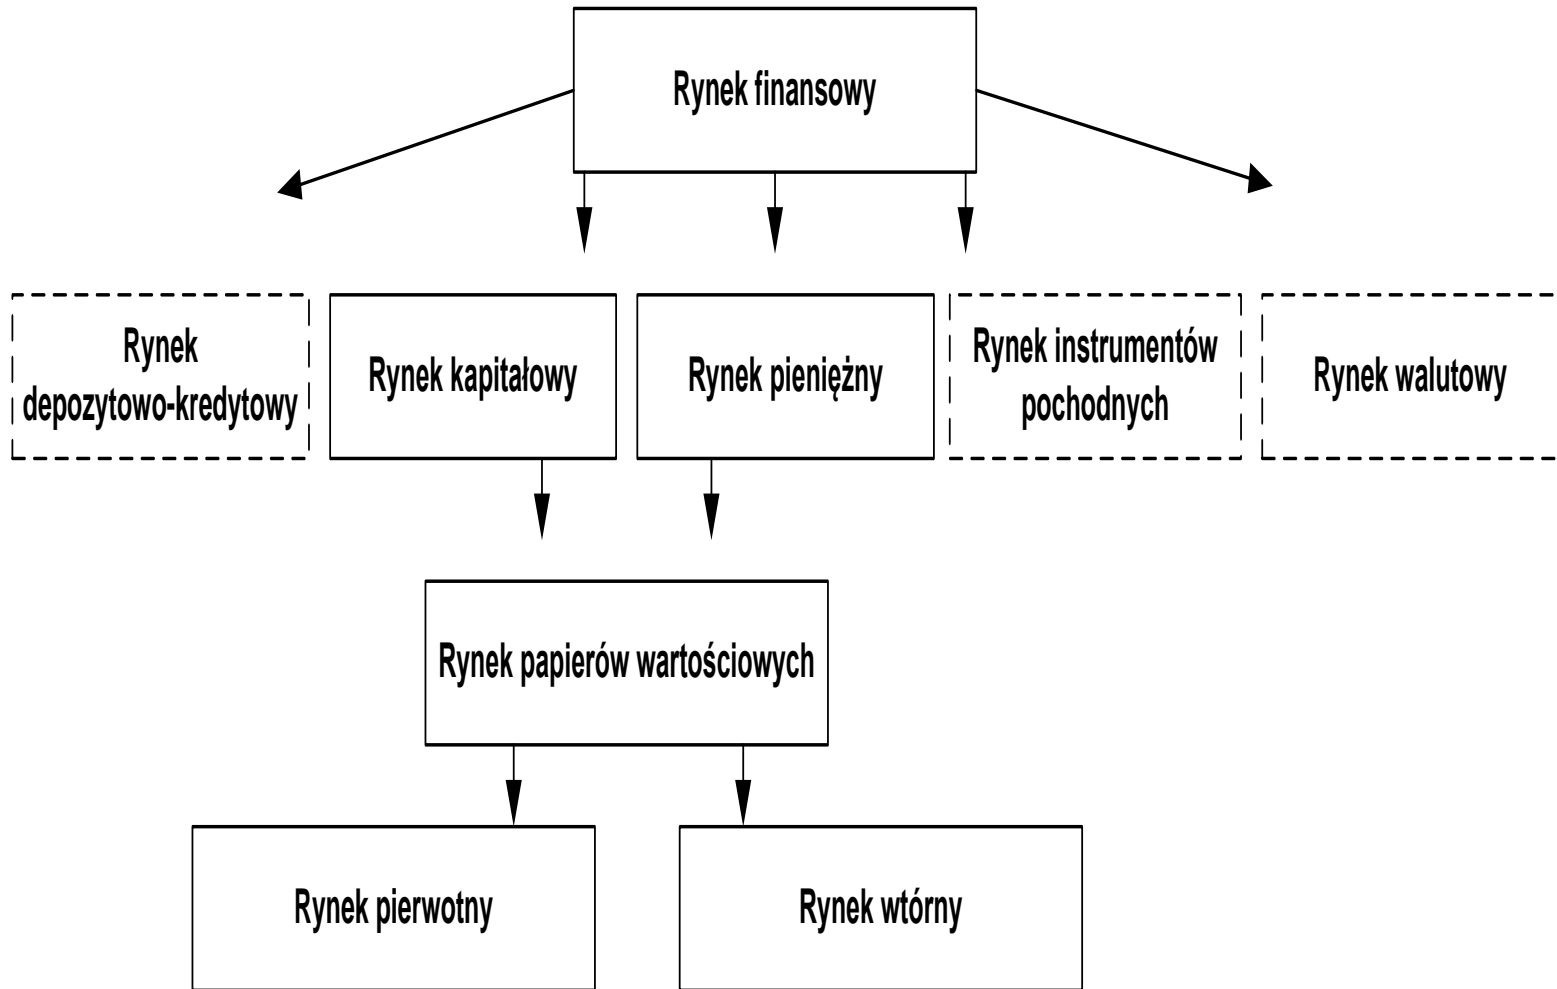 Rynek finansowy
Rynek
depozytowo-kredytowy
Rynek kapitałowy
Rynek pieniężny
Rynek instrumentów
pochodnych
Rynek walutowy
Rynek papierów wartościowych
Rynek pierwotny
Rynek wtórny